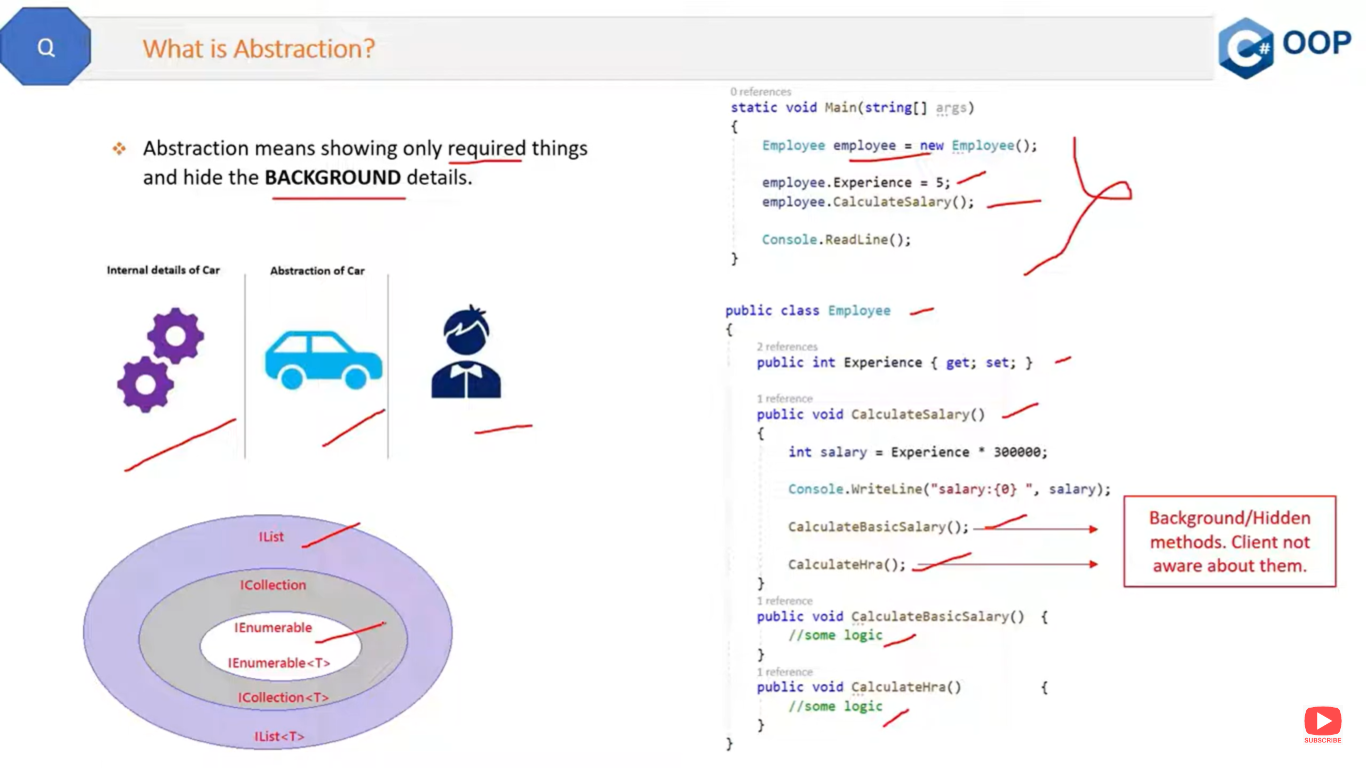 Q
What is Abstraction?
C# OOP
❖ Abstraction means showing only required things
and hide the BACKGROUND details.
Internal details of Car
Abstraction of Car
IList
ICollection
IEnumerable
IEnumerable<T>
ICollection<T>
IList<T>
0 references
static void Main(string[] args)
{
Employee employee = new Employee();
employee.Experience = 5;
employee.CalculateSalary();
Console.ReadLine();
}
public class Employee
{
2 references
public int Experience { get; set; }
1 reference
public void CalculateSalary()
{
int salary = Experience * 300000;
Console.WriteLine("salary:{0} ", salary);
CalculateBasicSalary();
CalculateHra();
}
1 reference
public void CalculateBasicSalary() {
//some logic
}
1 reference
public void CalculateHra() {
//some logic
}
}
Background/Hidden
methods. Client not
aware about them.
SUBSCRIBE